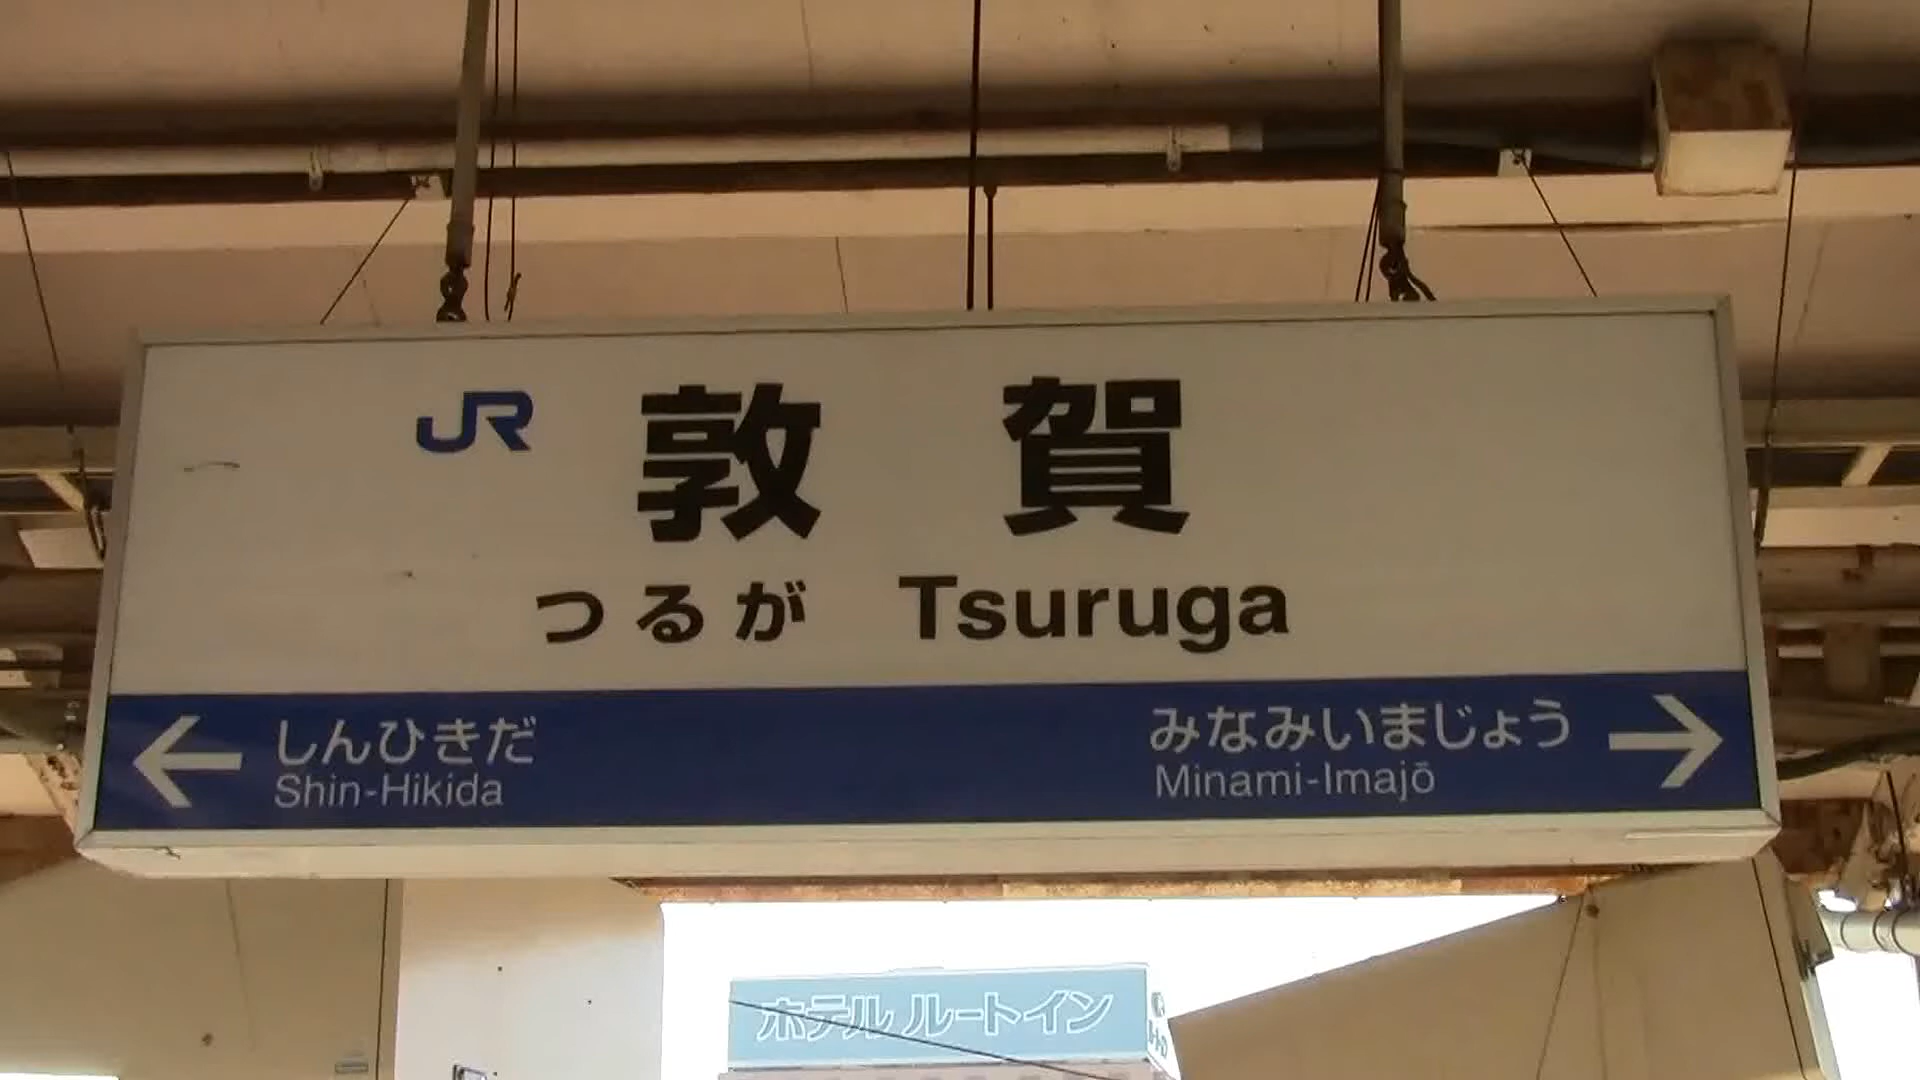 JR 敦賀
つるが Tsuruga
← しんひきだ
Shin-Hikida
みなみいまじょう →
Minami-Imajō
ホテル ルートイン